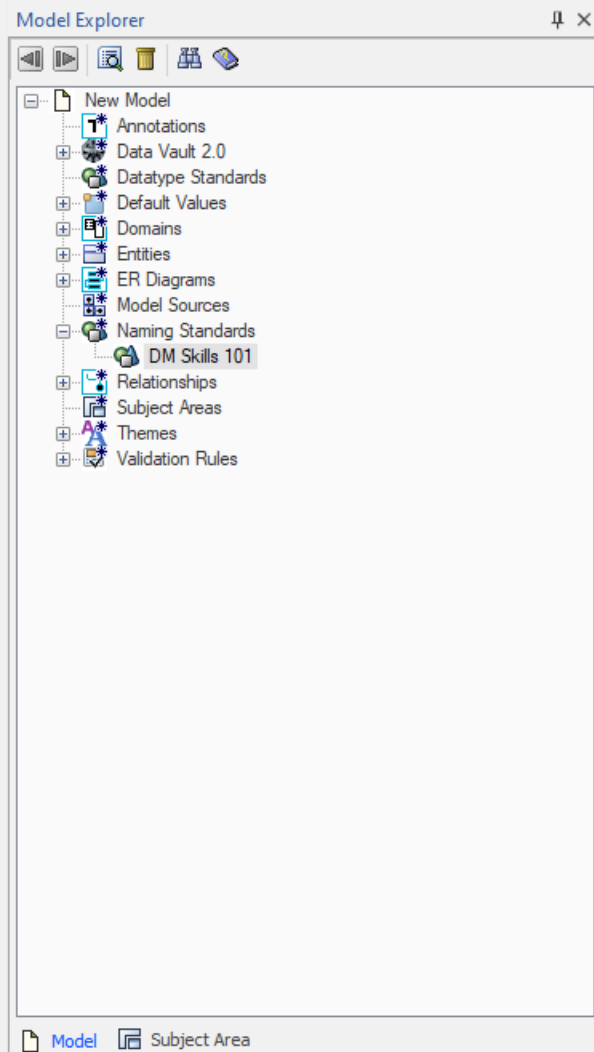 Model Explorer
New Model
Annotations
Data Vault 2.0
Datatype Standards
Default Values
Domains
Entities
ER Diagrams
Model Sources
Naming Standards
DM Skills 101
Relationships
Subject Areas
Themes
Validation Rules
Model Subject Area